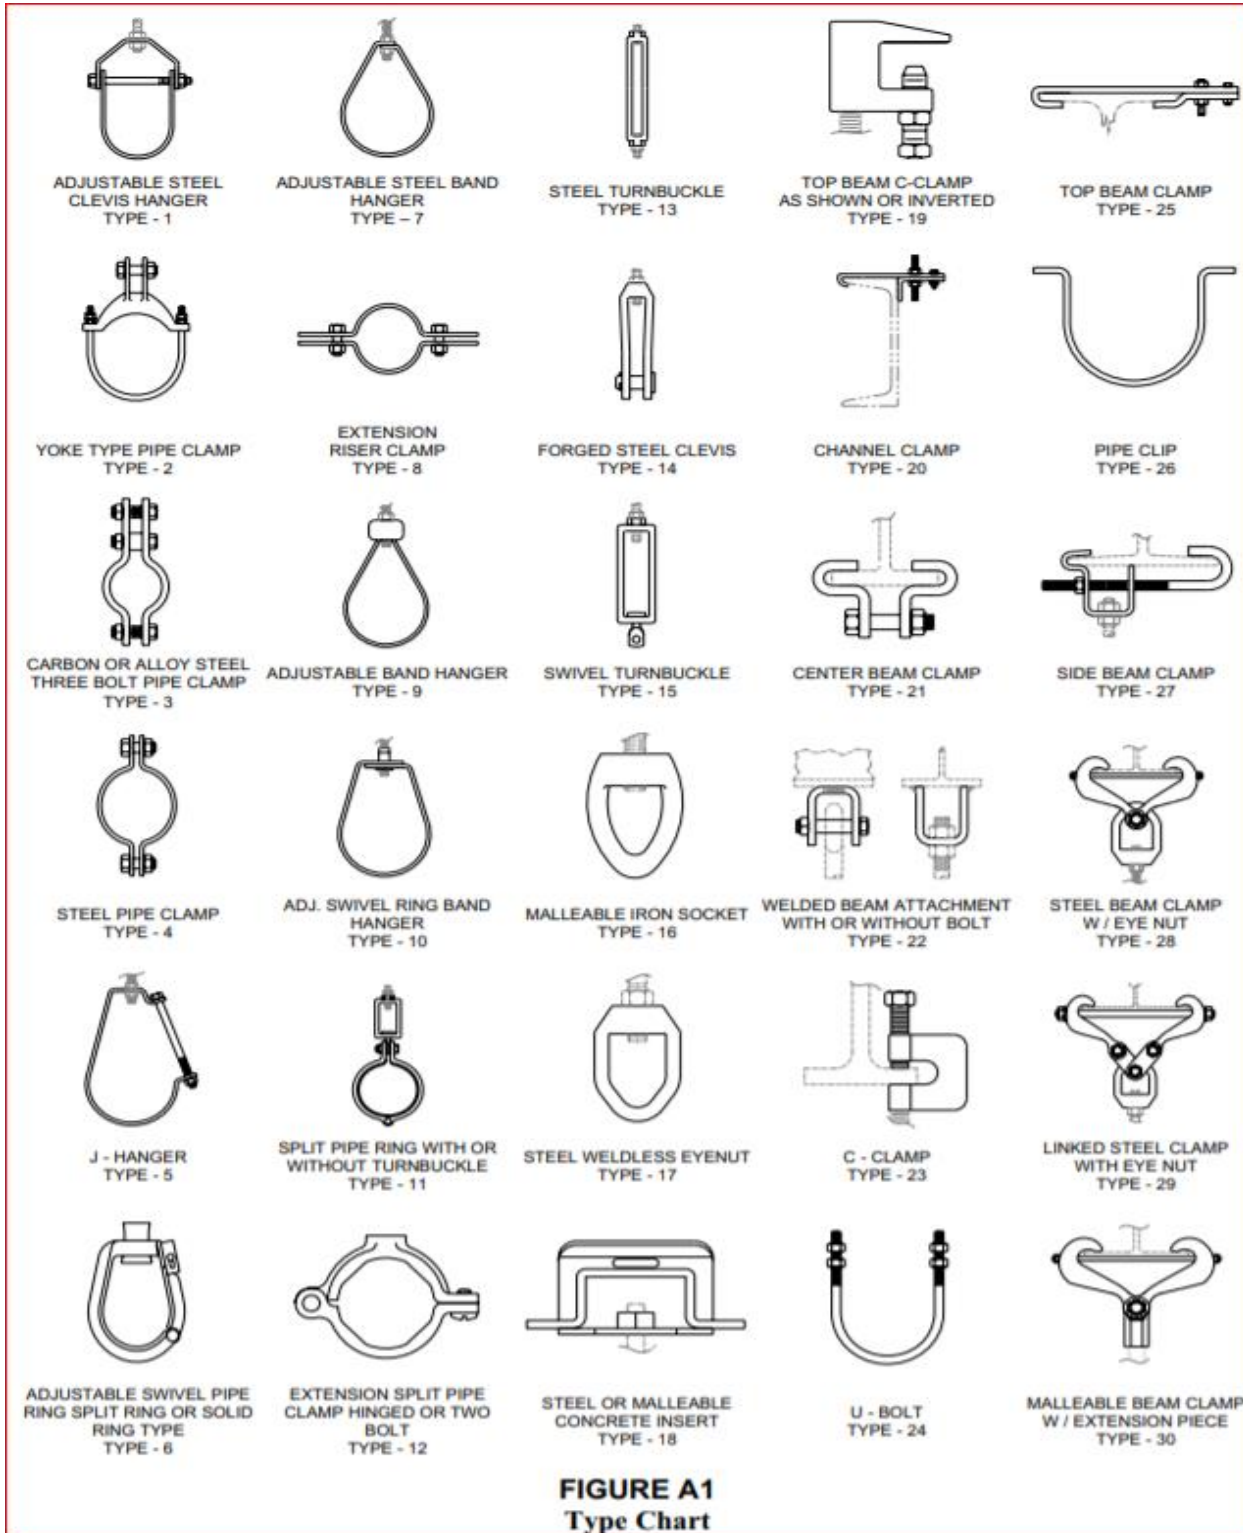 ADJUSTABLE STEEL
CLEVIS HANGER
TYPE - 1
ADJUSTABLE STEEL BAND
HANGER
TYPE – 7
STEEL TURNBUCKLE
TYPE - 13
TOP BEAM C-CLAMP
AS SHOWN OR INVERTED
TYPE - 19
TOP BEAM CLAMP
TYPE - 25
YOKE TYPE PIPE CLAMP
TYPE - 2
EXTENSION
RISER CLAMP
TYPE - 8
FORGED STEEL CLEVIS
TYPE - 14
CHANNEL CLAMP
TYPE - 20
PIPE CLIP
TYPE - 26
CARBON OR ALLOY STEEL
THREE BOLT PIPE CLAMP
TYPE - 3
ADJUSTABLE BAND HANGER
TYPE - 9
SWIVEL TURNBUCKLE
TYPE - 15
CENTER BEAM CLAMP
TYPE - 21
SIDE BEAM CLAMP
TYPE - 27
STEEL PIPE CLAMP
TYPE - 4
ADJ. SWIVEL RING BAND
HANGER
TYPE - 10
MALLEABLE IRON SOCKET
TYPE - 16
WELDED BEAM ATTACHMENT
WITH OR WITHOUT BOLT
TYPE - 22
STEEL BEAM CLAMP
W / EYE NUT
TYPE - 28
J - HANGER
TYPE - 5
SPLIT PIPE RING WITH OR
WITHOUT TURNBUCKLE
TYPE - 11
STEEL WELDLESS EYENUT
TYPE - 17
C - CLAMP
TYPE - 23
LINKED STEEL CLAMP
WITH EYE NUT
TYPE - 29
ADJUSTABLE SWIVEL PIPE
RING SPLIT RING OR SOLID
RING TYPE
TYPE - 6
EXTENSION SPLIT PIPE
CLAMP HINGED OR TWO
BOLT
TYPE - 12
STEEL OR MALLEABLE
CONCRETE INSERT
TYPE - 18
U - BOLT
TYPE - 24
MALLEABLE BEAM CLAMP
W / EXTENSION PIECE
TYPE - 30
FIGURE A1
Type Chart